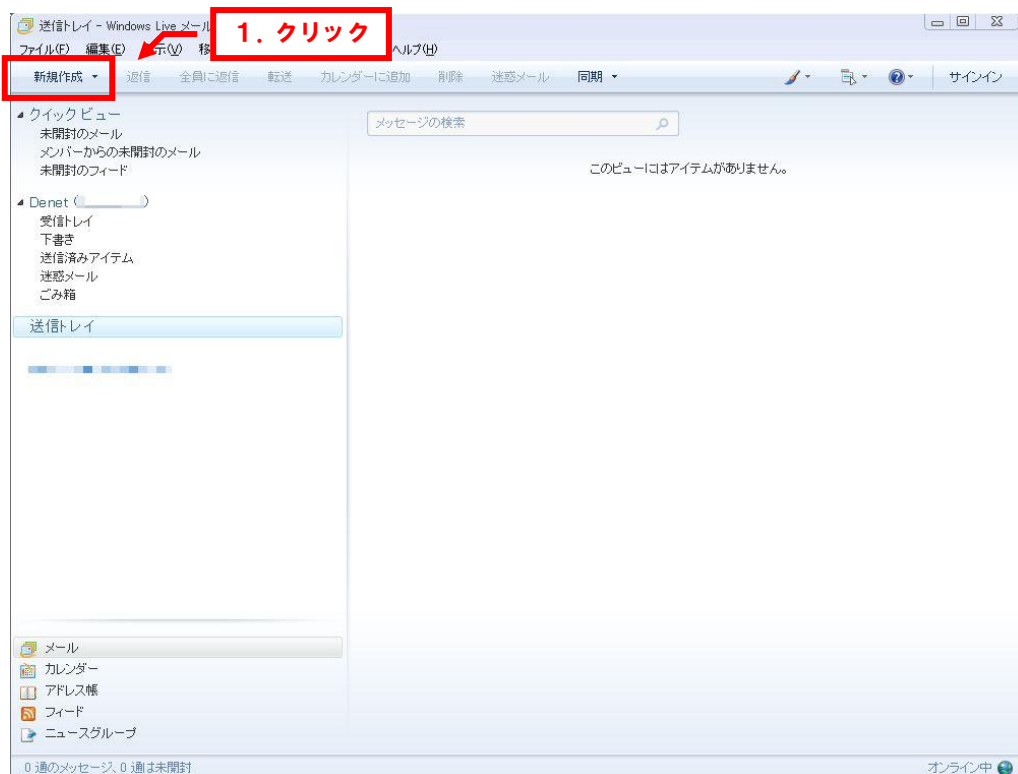 送信トレイ - Windows Live メール
1. クリック
ファイル(F) 編集(E) 示(V) 移 ヘルプ(H)
新規作成 返信 全員に返信 転送 カレンダーに追加 削除 迷惑メール 同期 サインイン
クイック ビュー
未開封のメール
メンバーからの未開封のメール
未開封のフィード
メッセージの検索
このビューにはアイテムがありません。
Denet ( )
受信トレイ
下書き
送信済みアイテム
迷惑メール
ごみ箱
送信トレイ
メール
カレンダー
アドレス帳
フィード
ニュースグループ
0 通のメッセージ、0 通は未開封 オンライン中